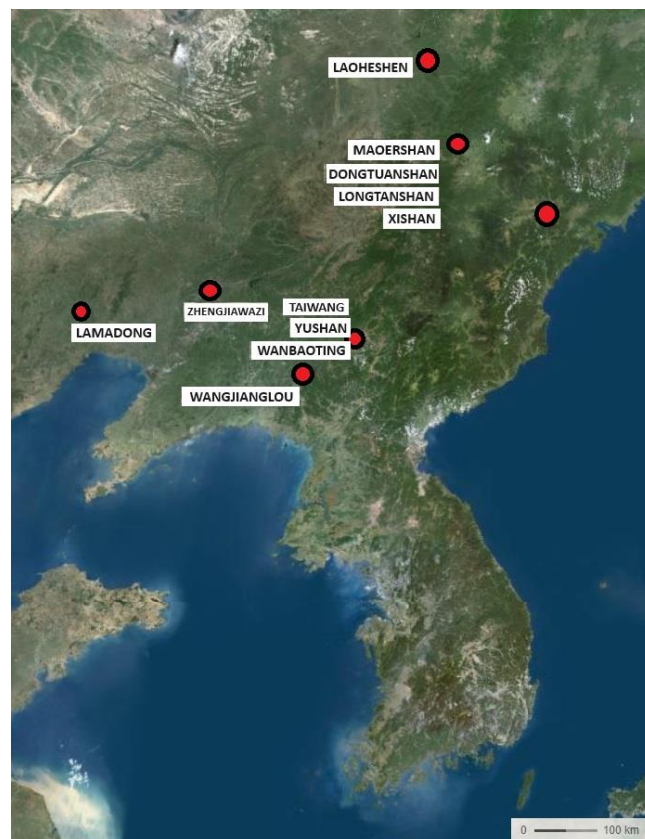 LAOHESHEN
MAOERSHAN
DONGTUANSHAN
LONGTANSHAN
XISHAN
ZHENGJIAWAZI
TAIWANG
LAMADONG
YUSHAN
WANBAOTING
WANGJIANGLOU
0 100 km